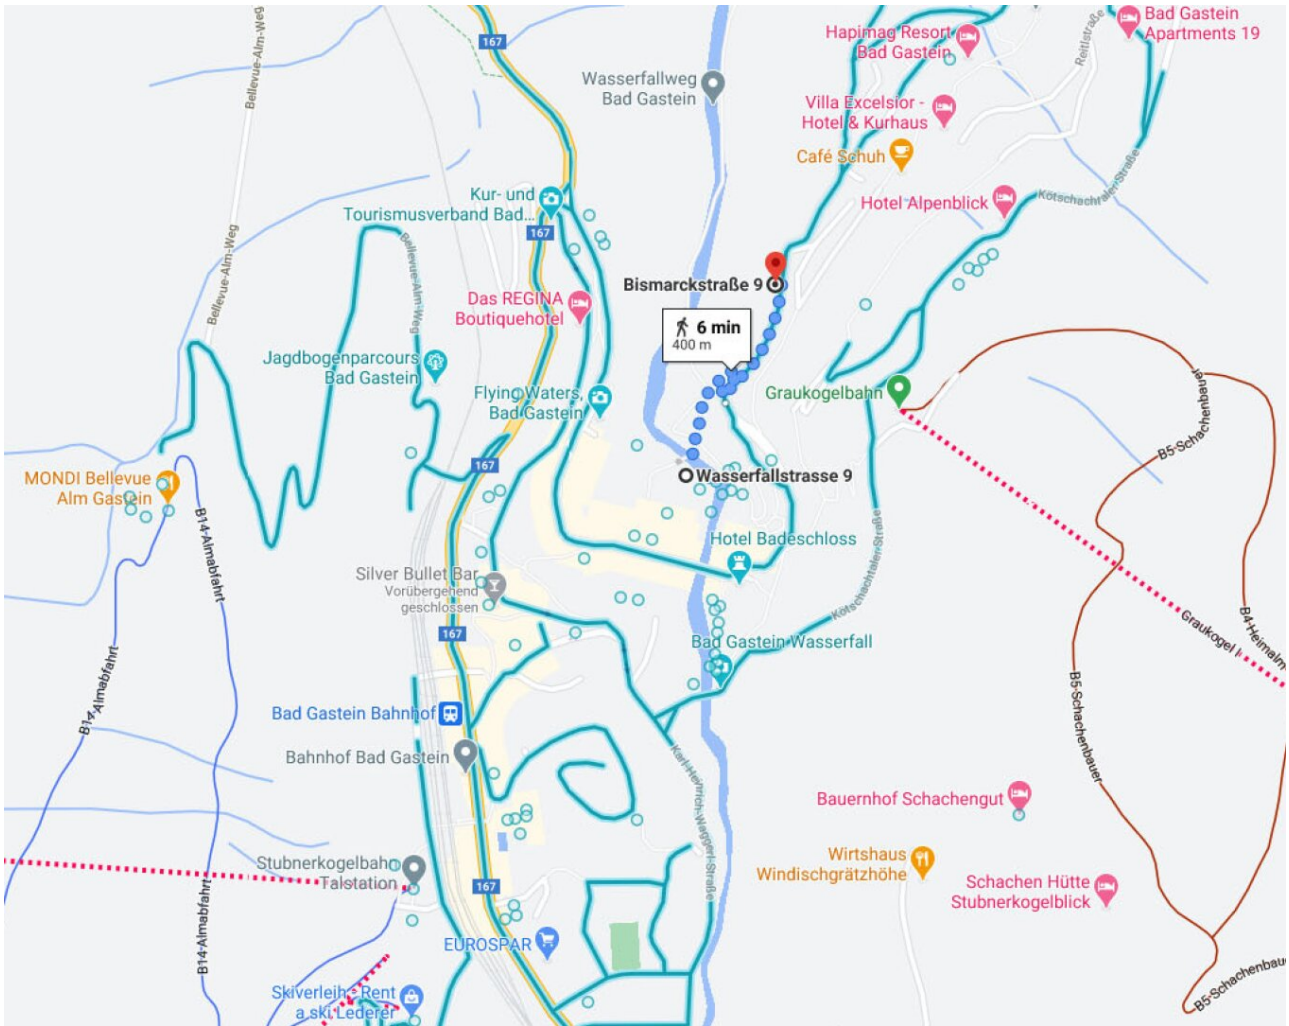 Bellevue-Alm-Weg
167
Hapimag Resort
Bad Gastein
Bad Gastein
Apartments 19
Reitlstraße
Wasserfallweg
Bad Gastein
Villa Excelsior -
Hotel & Kurhaus
Café Schuh
Kötschachtaler Straße
Hotel Alpenblick
Kur- und
Tourismusverband Bad...
167
Bellevue-Alm-Weg
Bellevue-Alm-Weg
Bismarckstraße 9
Das REGINA
Boutiquehotel
6 min
400 m
Jagdbogenparcours
Bad Gastein
Flying Waters,
Bad Gastein
Graukogelbahn
B5-Schachenbauer
167
MONDI Bellevue
Alm Gastein
Wasserfallstrasse 9
B14-Almabfahrt
Hotel Badeschloss
Kötschachtaler Straße
Kötschachtaler-Straße
Silver Bullet Bar
Vorübergehend
geschlossen
167
Bad Gastein Wasserfall
Graukogel I
B4-Heimalm
B14-Almabfahrt
B5-Schachenbauer
Bad Gastein Bahnhof
Bahnhof Bad Gastein
Karl-Heinrich-Waggerl-Straße
Bauernhof Schachengut
Wirtshaus
Windischgrätzhöhe
Stubnerkogelbahn
Talstation
167
Schachen Hütte
Stubnerkogelblick
B14-Almabfahrt
EUROSPAR
B5-Schachenbaue
Skiverleih - Rent
a ski Lederer